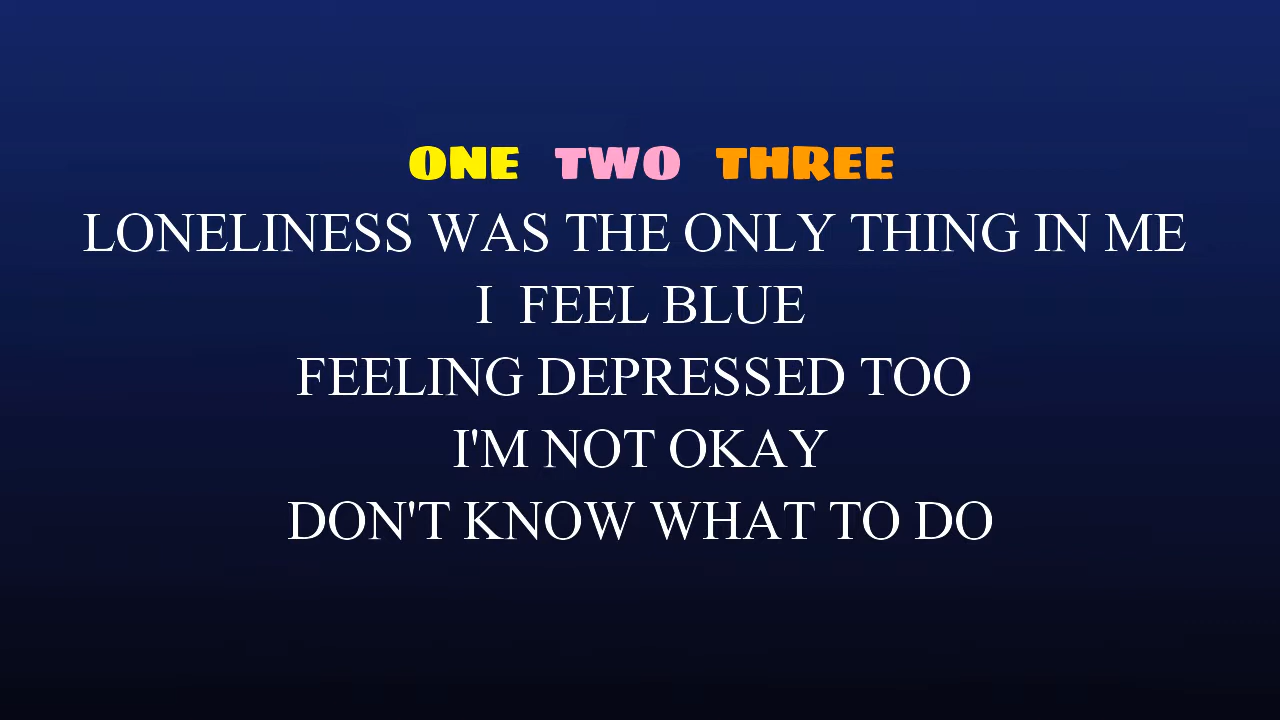 ONE TWO THREE
LONELINESS WAS THE ONLY THING IN ME
I FEEL BLUE
FEELING DEPRESSED TOO
I'M NOT OKAY
DON'T KNOW WHAT TO DO